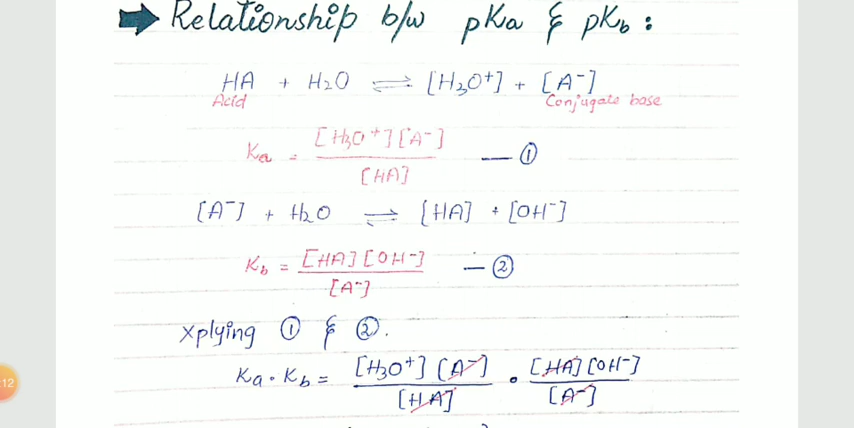 ➡ Relationship b/w pKa & pKb :
HA + H₂O ⇌ [H₃O⁺] + [A⁻]
Acid Conjugate base
Ka = [H₃O⁺][A⁻] / [HA] — ①
[A⁻] + H₂O ⇌ [HA] + [OH⁻]
Kb = [HA][OH⁻] / [A⁻] — ②
Xplying ① & ②.
Ka · Kb = [H₃O⁺][A⁻] / [HA] · [HA][OH⁻] / [A⁻]
:12